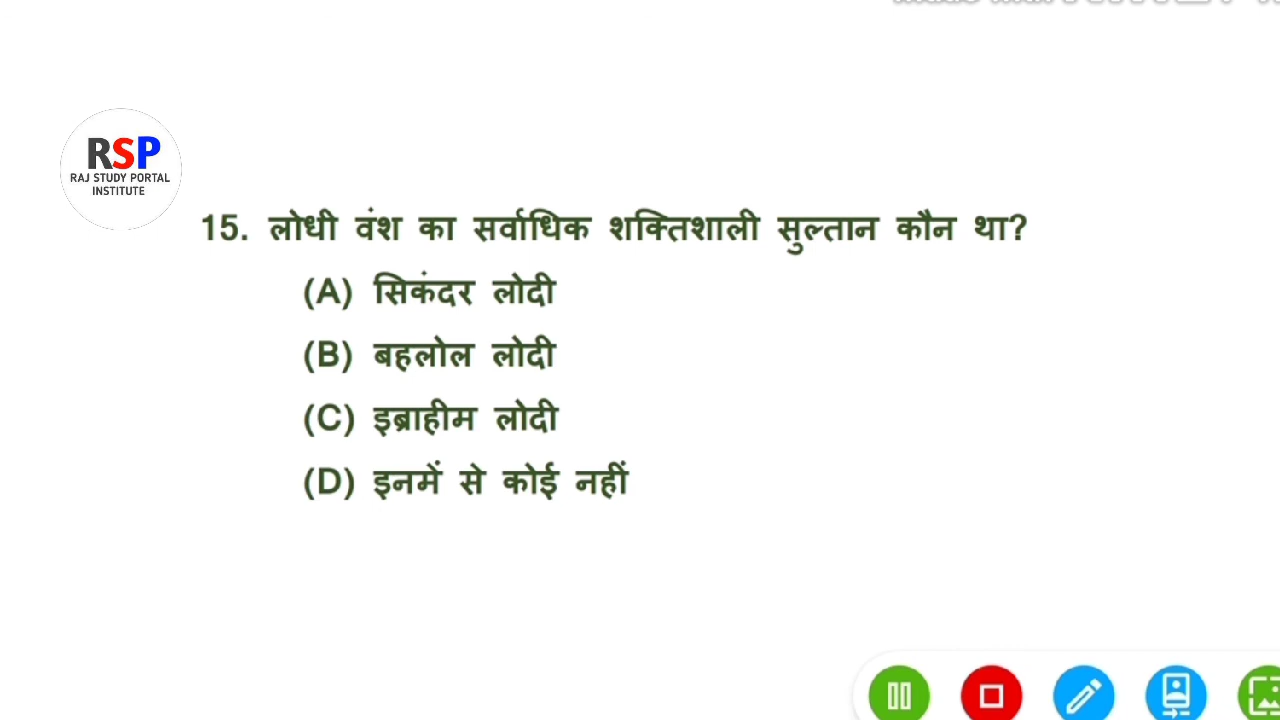 RSP
RAJ STUDY PORTAL
INSTITUTE
15. लोधी वंश का सर्वाधिक शक्तिशाली सुल्तान कौन था?
(A) सिकंदर लोदी
(B) बहलोल लोदी
(C) इब्राहीम लोदी
(D) इनमें से कोई नहीं